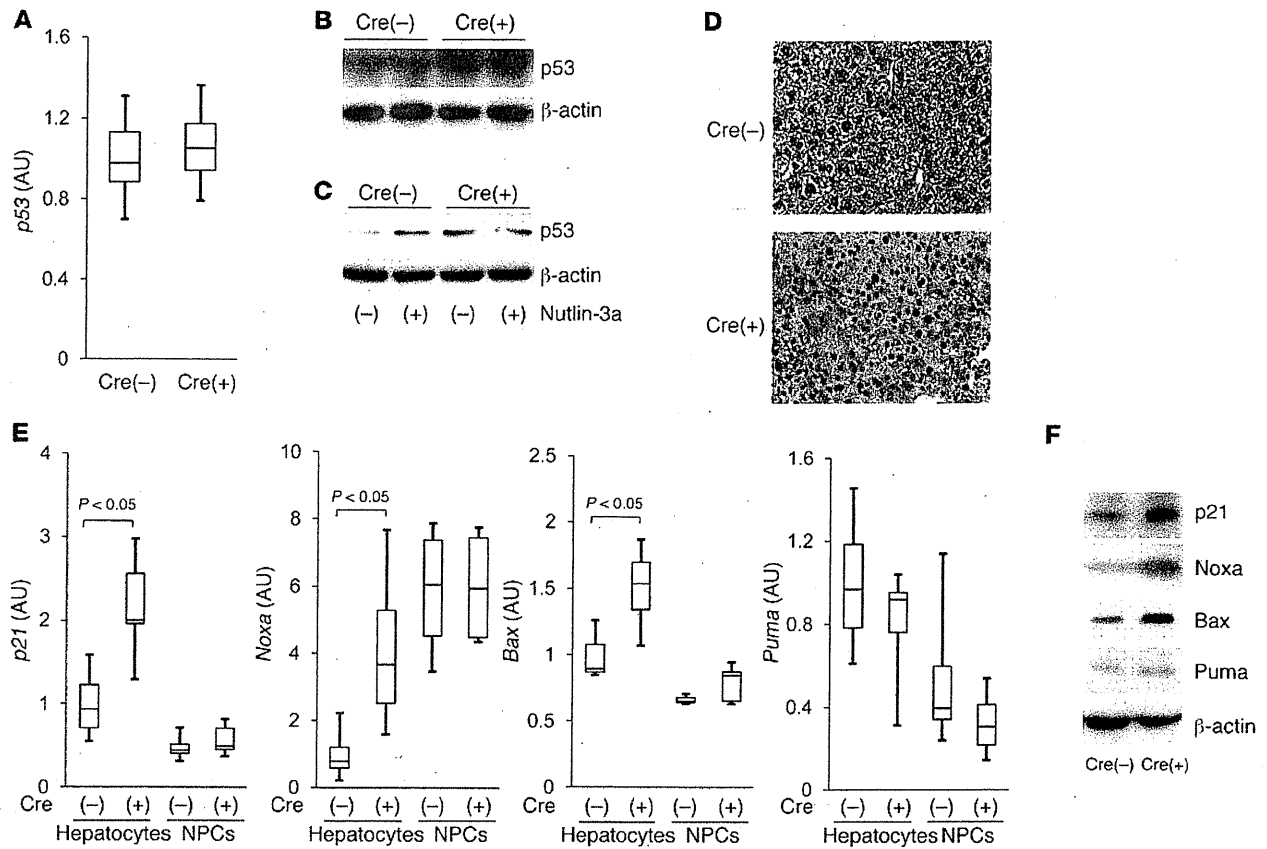 A
1.6
1.2
0.8
0.4
0
p53 (AU)
Cre(–) Cre(+)
B
Cre(–) Cre(+)
p53
β-actin
C
Cre(–) Cre(+)
p53
β-actin
(–) (+) (–) (+) Nutlin-3a
D
Cre(–)
Cre(+)
E
4
3
2
1
0
p21 (AU)
P < 0.05
Cre (–) (+) (–) (+)
Hepatocytes NPCs
10
8
6
4
2
0
Noxa (AU)
P < 0.05
Cre (–) (+) (–) (+)
Hepatocytes NPCs
2.5
2
1.5
1
0.5
0
Bax (AU)
P < 0.05
Cre (–) (+) (–) (+)
Hepatocytes NPCs
1.6
1.2
0.8
0.4
0
Puma (AU)
Cre (–) (+) (–) (+)
Hepatocytes NPCs
F
p21
Noxa
Bax
Puma
β-actin
Cre(–) Cre(+)